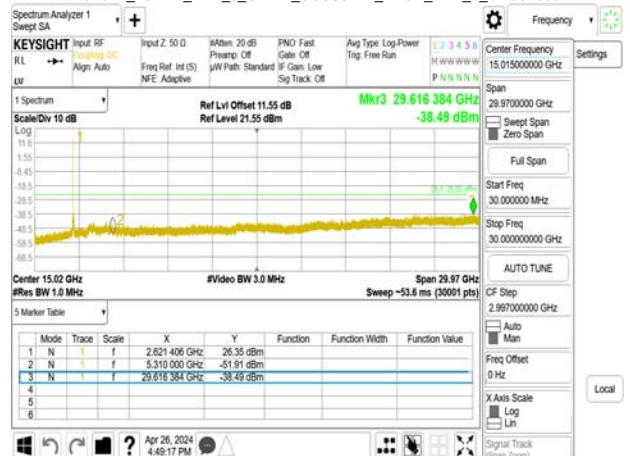 Spectrum Analyzer 1
Swept SA
Frequency
Settings
KEYSIGHT
RL
Input: RF
Coupling: DC
Align: Auto
Input Z: 50 Ω
Freq Ref: Int (S)
NFE: Adaptive
#Atten: 20 dB
Preamp: Off
µW Path: Standard
PNO: Fast
Gate: Off
IF Gain: Low
Sig Track: Off
Avg Type: Log-Power
Trig: Free Run
1 2 3 4 5 6
M W W W W W
P N N N N N
1 Spectrum
Scale/Div 10 dB
Log
Ref Lvl Offset 11.55 dB
Ref Level 21.55 dBm
Mkr3 29.616 384 GHz
-38.49 dBm
11.6
1.55
-8.45
-18.5
-28.5
-38.5
-48.5
-58.5
-68.5
1
2
Center 15.02 GHz
#Res BW 1.0 MHz
#Video BW 3.0 MHz
Span 29.97 GHz
Sweep ~53.6 ms (30001 pts)
5 Marker Table
Mode Trace Scale X Y Function Function Width Function Value
1 N 1 f 2.621 406 GHz 26.35 dBm
2 N 1 f 5.310 000 GHz -51.91 dBm
3 N 1 f 29.616 384 GHz -38.49 dBm
4
5
6
Apr 26, 2024
4:49:17 PM
Center Frequency
15.015000000 GHz
Span
29.9700000 GHz
Swept Span
Zero Span
Full Span
Start Freq
30.000000 MHz
Stop Freq
30.000000000 GHz
AUTO TUNE
CF Step
2.997000000 GHz
Auto
Man
Freq Offset
0 Hz
X Axis Scale
Log
Lin
Signal Track
(Span Zoom)
Local